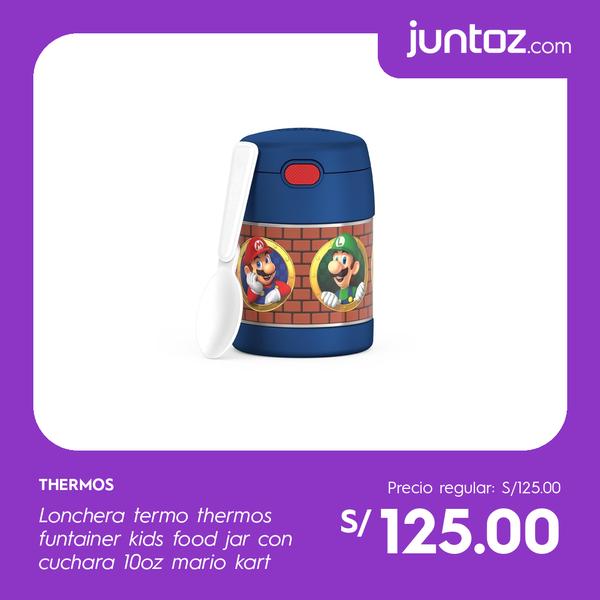 juntoz.com
M
L
THERMOS
Lonchera termo thermos
funtainer kids food jar con
cuchara 10oz mario kart
Precio regular: S/125.00
S/125.00